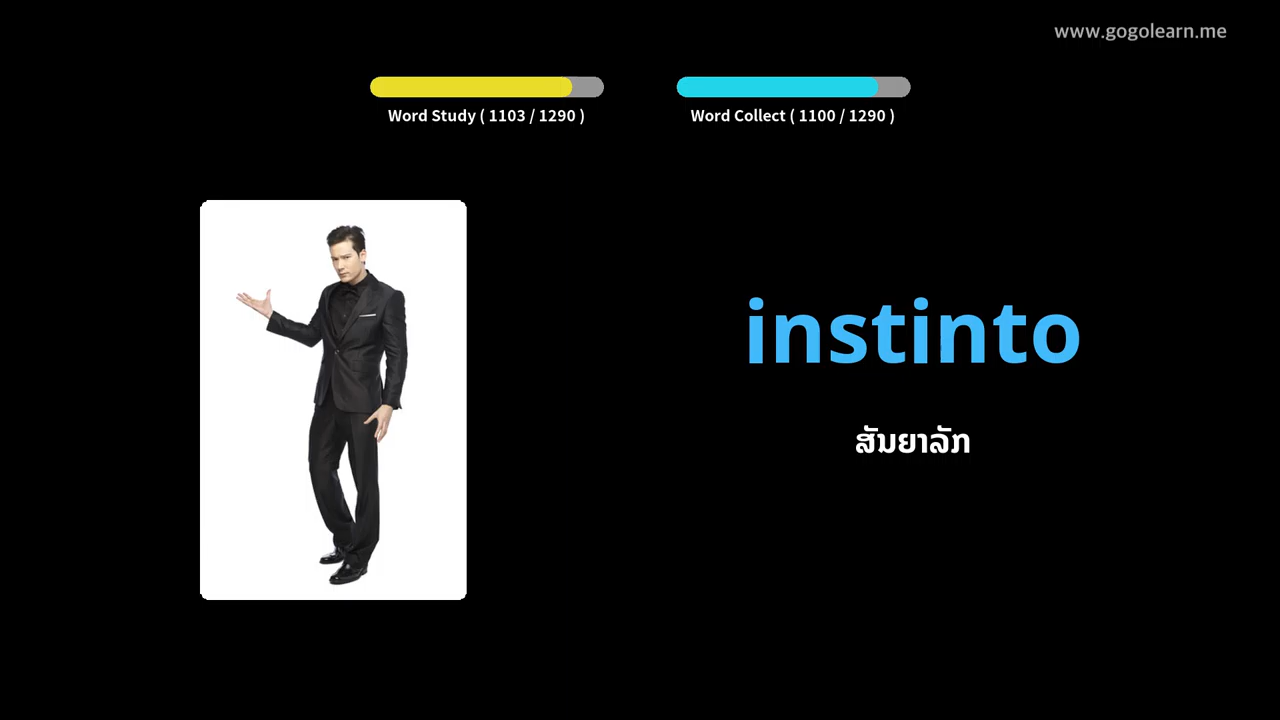 www.gogolearn.me
Word Study ( 1103 / 1290 )
Word Collect ( 1100 / 1290 )
instinto
ສັນຍາລັກ